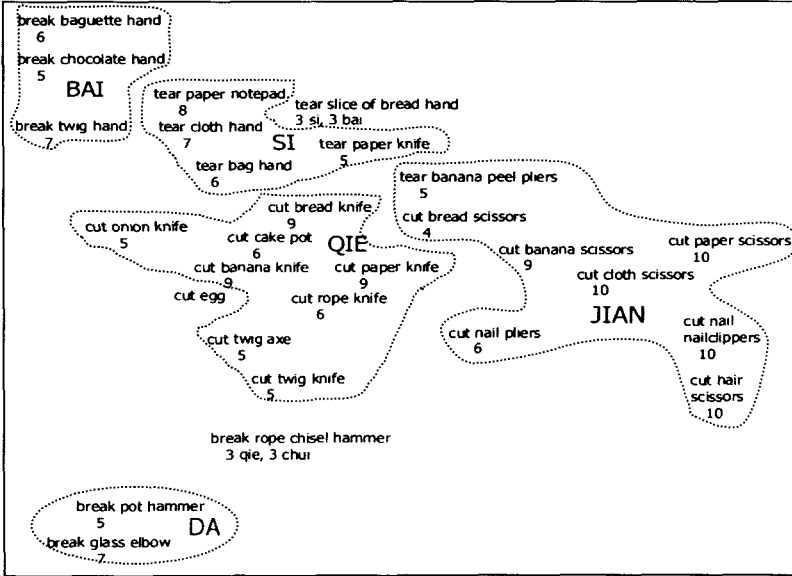 break baguette hand
6
break chocolate hand
5
BAI
break twig hand
7
tear paper notepad
8
tear slice of bread hand
3 si, 3 bai
tear cloth hand
7
SI
tear paper knife
5
tear bag hand
6
tear banana peel pliers
5
cut bread knife
9
cut bread scissors
4
cut onion knife
5
cut cake pot
6
QIE
cut banana scissors
9
cut paper scissors
10
cut banana knife
9
cut paper knife
9
cut cloth scissors
10
cut egg
cut rope knife
6
JIAN
cut nail
nailclippers
10
cut nail pliers
6
cut twig axe
5
cut twig knife
5
cut hair
scissors
10
break rope chisel hammer
3 qie, 3 chui
break pot hammer
5
DA
break glass elbow
7